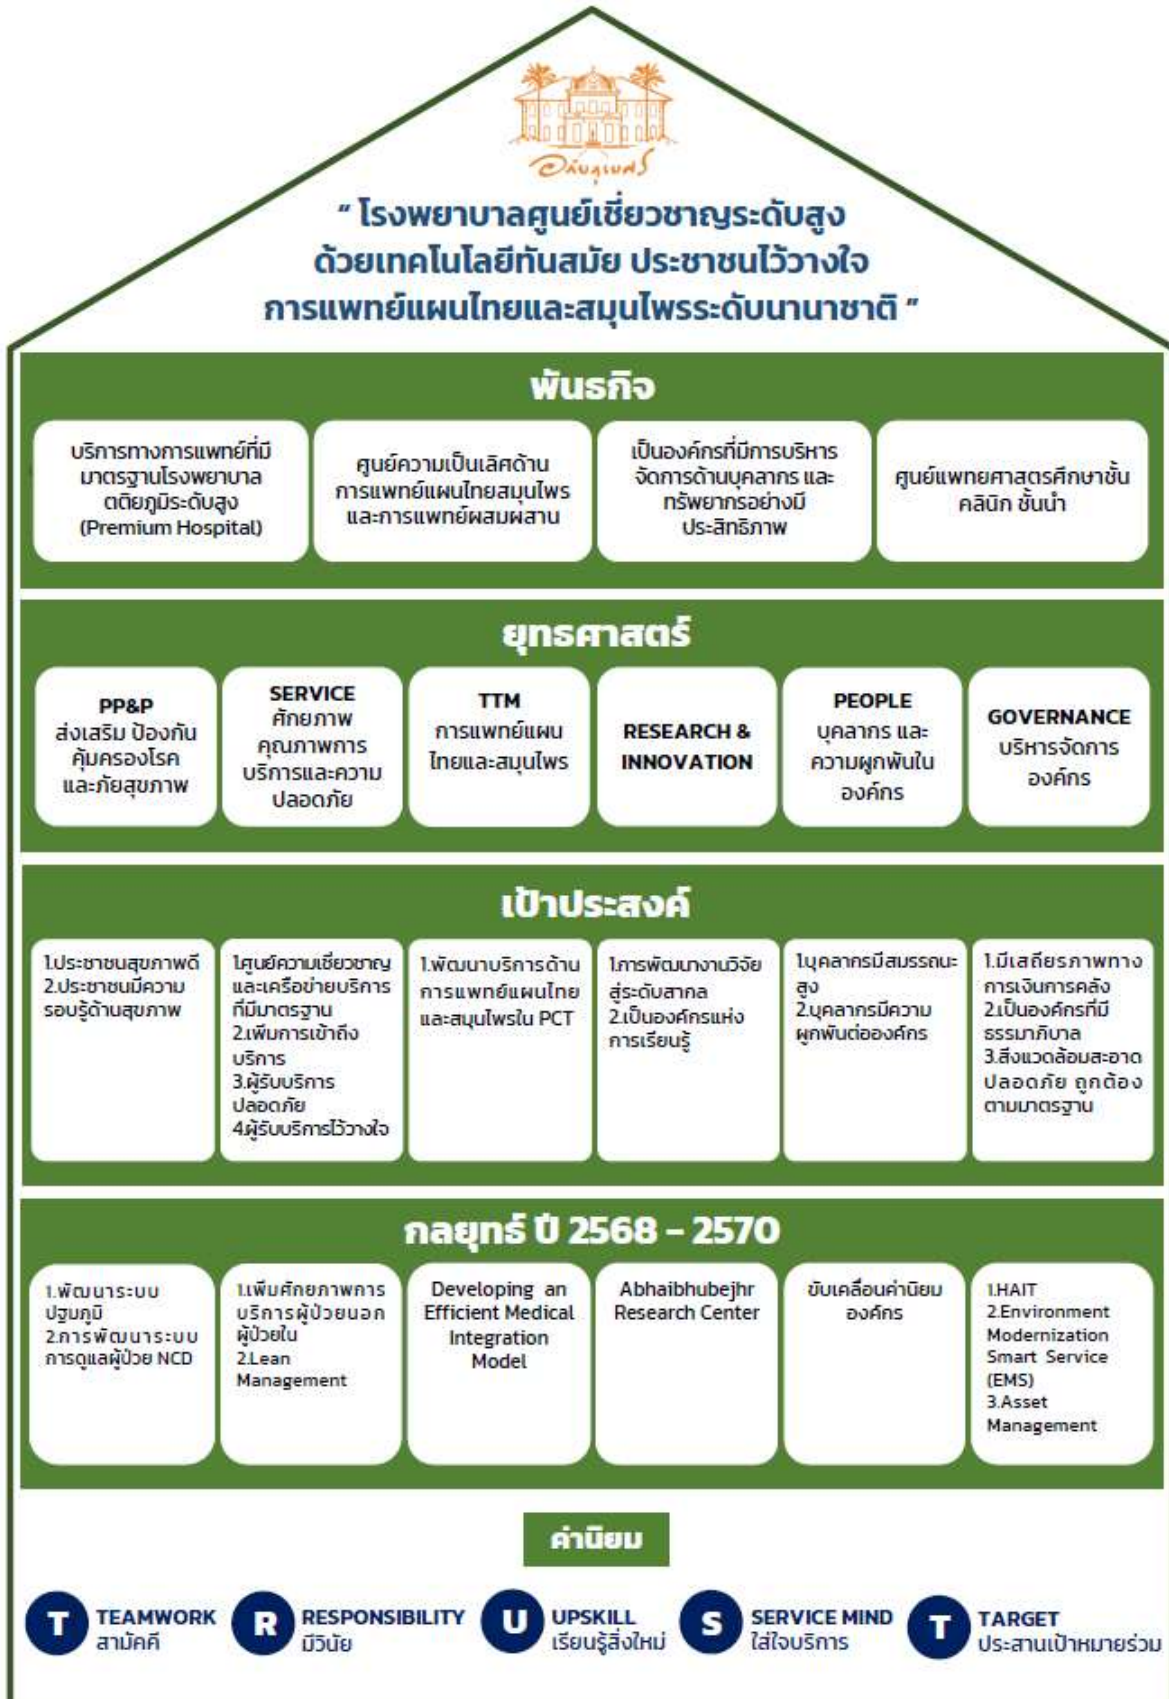 อภัยภูเบศร
“ โรงพยาบาลศูนย์เชี่ยวชาญระดับสูง
ด้วยเทคโนโลยีทันสมัย ประชาชนไว้วางใจ
การแพทย์แผนไทยและสมุนไพรระดับนานาชาติ ”
พันธกิจ
บริการทางการแพทย์ที่มี
มาตรฐานโรงพยาบาล
ตติยภูมิระดับสูง
(Premium Hospital)
ศูนย์ความเป็นเลิศด้าน
การแพทย์แผนไทยสมุนไพร
และการแพทย์ผสมผสาน
เป็นองค์กรที่มีการบริหาร
จัดการด้านบุคลากร และ
ทรัพยากรอย่างมี
ประสิทธิภาพ
ศูนย์แพทยศาสตรศึกษาชั้น
คลินิก ชั้นนำ
ยุทธศาสตร์
PP&P
ส่งเสริม ป้องกัน
คุ้มครองโรค
และภัยสุขภาพ
SERVICE
ศักยภาพ
คุณภาพการ
บริการและความ
ปลอดภัย
TTM
การแพทย์แผน
ไทยและสมุนไพร
RESEARCH &
INNOVATION
PEOPLE
บุคลากร และ
ความผูกพันใน
องค์กร
GOVERNANCE
บริหารจัดการ
องค์กร
เป้าประสงค์
1.ประชาชนสุขภาพดี
2.ประชาชนมีความ
รอบรู้ด้านสุขภาพ
1.ศูนย์ความเชี่ยวชาญ
และเครือข่ายบริการ
ที่มีมาตรฐาน
2.เพิ่มการเข้าถึง
บริการ
3.ผู้รับบริการ
ปลอดภัย
4.ผู้รับบริการไว้วางใจ
1.พัฒนาบริการด้าน
การแพทย์แผนไทย
และสมุนไพรใน PCT
1.การพัฒนางานวิจัย
สู่ระดับสากล
2.เป็นองค์กรแห่ง
การเรียนรู้
1.บุคลากรมีสมรรถนะ
สูง
2.บุคลากรมีความ
ผูกพันต่อองค์กร
1.มีเสถียรภาพทาง
การเงินการคลัง
2.เป็นองค์กรที่มี
ธรรมาภิบาล
3.สิ่งแวดล้อมสะอาด
ปลอดภัย ถูกต้อง
ตามมาตรฐาน
กลยุทธ์ ปี 2568 – 2570
1.พัฒนาระบบ
ปฐมภูมิ
2.การพัฒนาระบบ
การดูแลผู้ป่วย NCD
1.เพิ่มศักยภาพการ
บริการผู้ป่วยนอก
ผู้ป่วยใน
2.Lean
Management
Developing an
Efficient Medical
Integration
Model
Abhaibhubejhr
Research Center
ขับเคลื่อนค่านิยม
องค์กร
1.HAIT
2.Environment
Modernization
Smart Service
(EMS)
3.Asset
Management
ค่านิยม
T TEAMWORK
สามัคคี
R RESPONSIBILITY
มีวินัย
U UPSKILL
เรียนรู้สิ่งใหม่
S SERVICE MIND
ใส่ใจบริการ
T TARGET
ประสานเป้าหมายร่วม